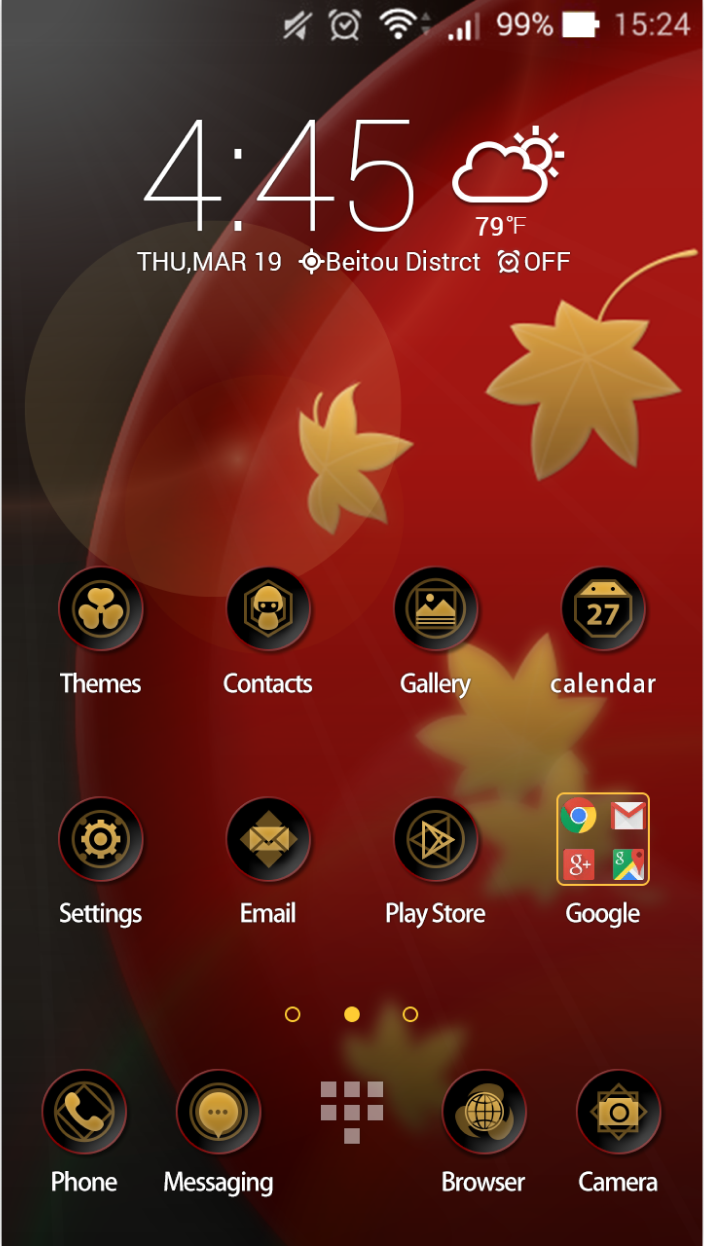 99% 15:24
4:45
79°F
THU,MAR 19 Beitou Distrct OFF
27
Themes Contacts Gallery calendar
g+ 8
Settings Email Play Store Google
Phone Messaging Browser Camera